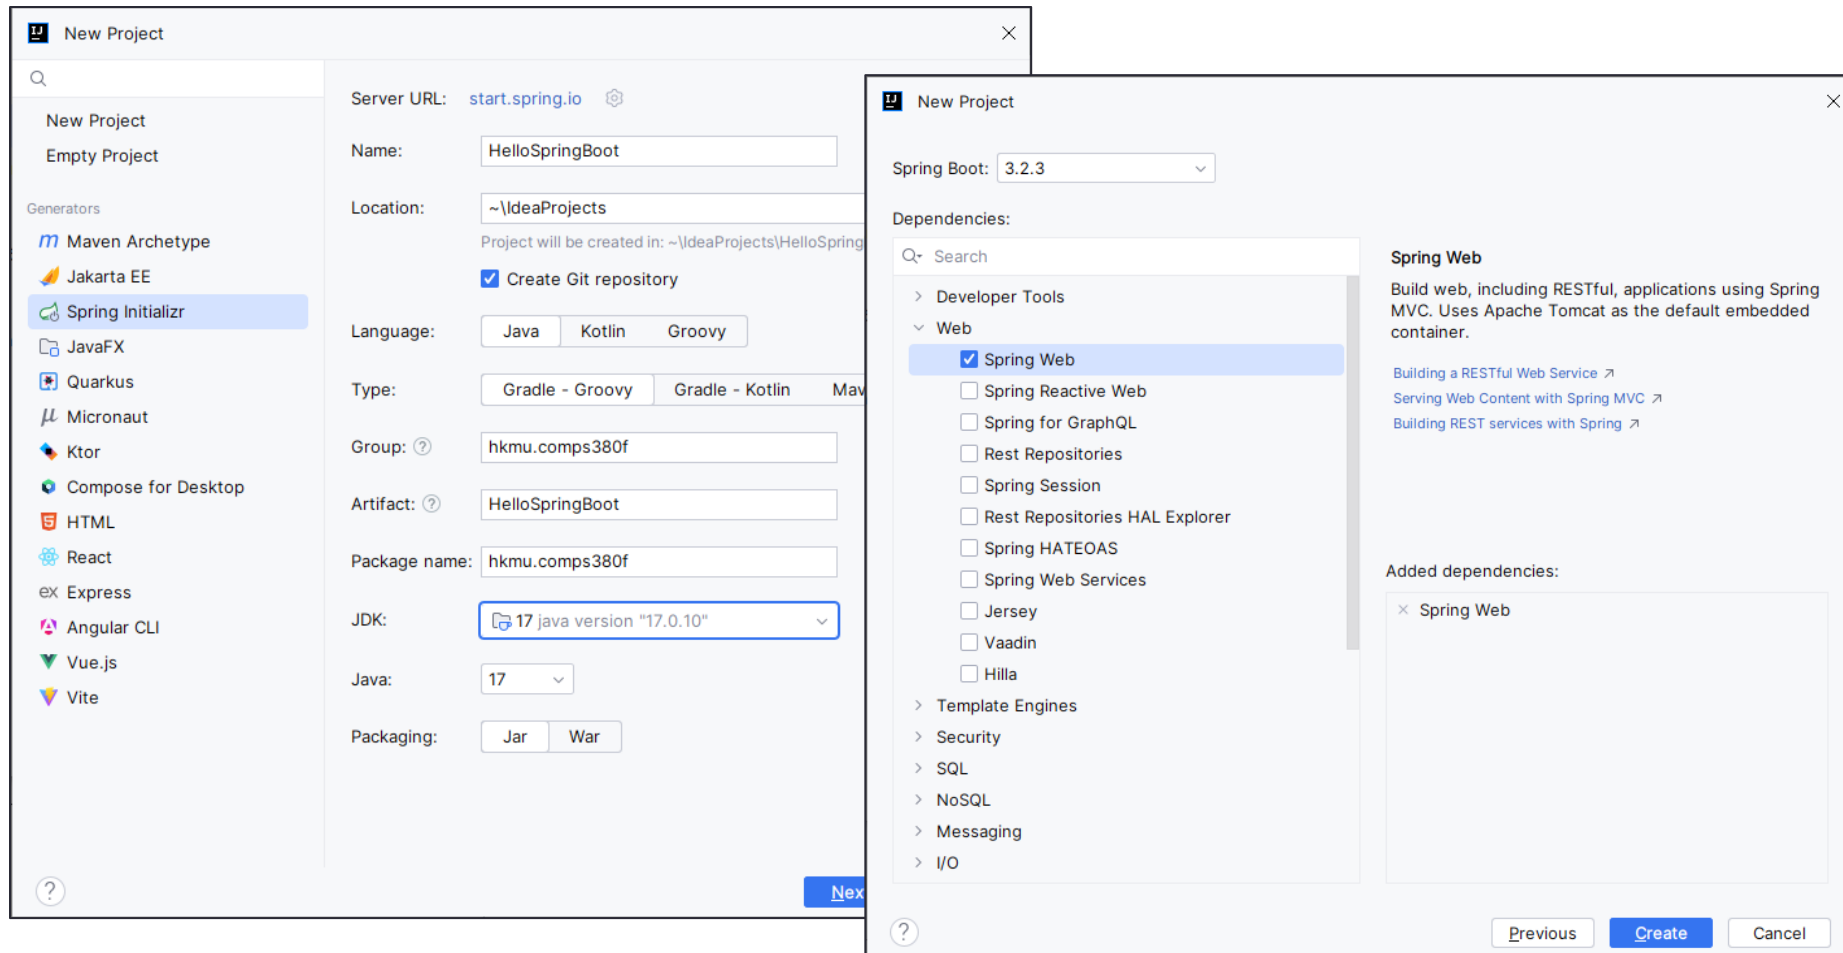 New Project
New Project
Empty Project
Generators
Maven Archetype
Jakarta EE
Spring Initializr
JavaFX
Quarkus
Micronaut
Ktor
Compose for Desktop
HTML
React
ex Express
Angular CLI
Vue.js
Vite
?
Server URL: start.spring.io
Name: HelloSpringBoot
Location: ~\IdeaProjects
Project will be created in: ~\IdeaProjects\HelloSpring
Create Git repository
Language: Java Kotlin Groovy
Type: Gradle - Groovy Gradle - Kotlin Mav
Group: ? hkmu.comps380f
Artifact: ? HelloSpringBoot
Package name: hkmu.comps380f
JDK: 17 java version "17.0.10"
Java: 17
Packaging: Jar War
Nex
New Project
Spring Boot: 3.2.3
Dependencies:
Search
Developer Tools
Web
Spring Web
Spring Reactive Web
Spring for GraphQL
Rest Repositories
Spring Session
Rest Repositories HAL Explorer
Spring HATEOAS
Spring Web Services
Jersey
Vaadin
Hilla
Template Engines
Security
SQL
NoSQL
Messaging
I/O
Spring Web
Build web, including RESTful, applications using Spring
MVC. Uses Apache Tomcat as the default embedded
container.
Building a RESTful Web Service
Serving Web Content with Spring MVC
Building REST services with Spring
Added dependencies:
Spring Web
?
Previous Create Cancel